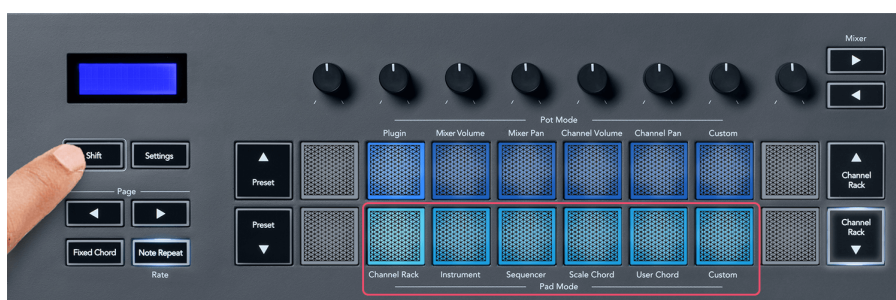 Mixer
Pot Mode
Plugin Mixer Volume Mixer Pan Channel Volume Channel Pan Custom
Shift Settings
Preset
Channel
Rack
Page
Preset
Channel
Rack
Fixed Chord Note Repeat
Rate
Channel Rack Instrument Sequencer Scale Chord User Chord Custom
Pad Mode